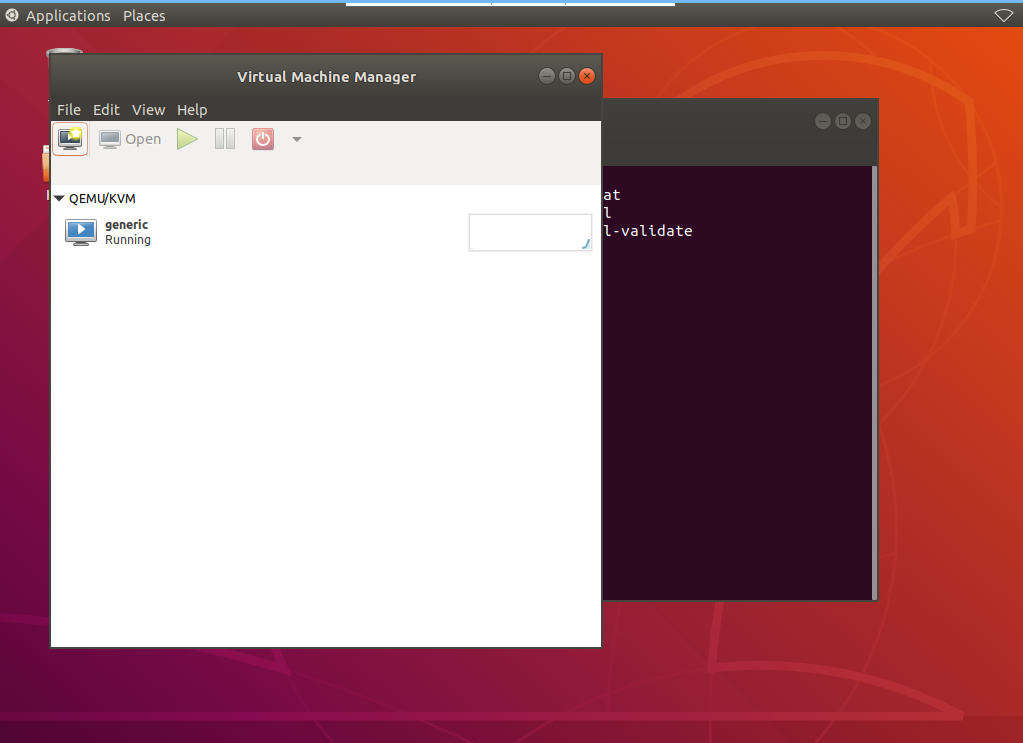 Applications Places
Virtual Machine Manager
File Edit View Help
Open
QEMU/KVM
generic
Running
at
l
l-validate